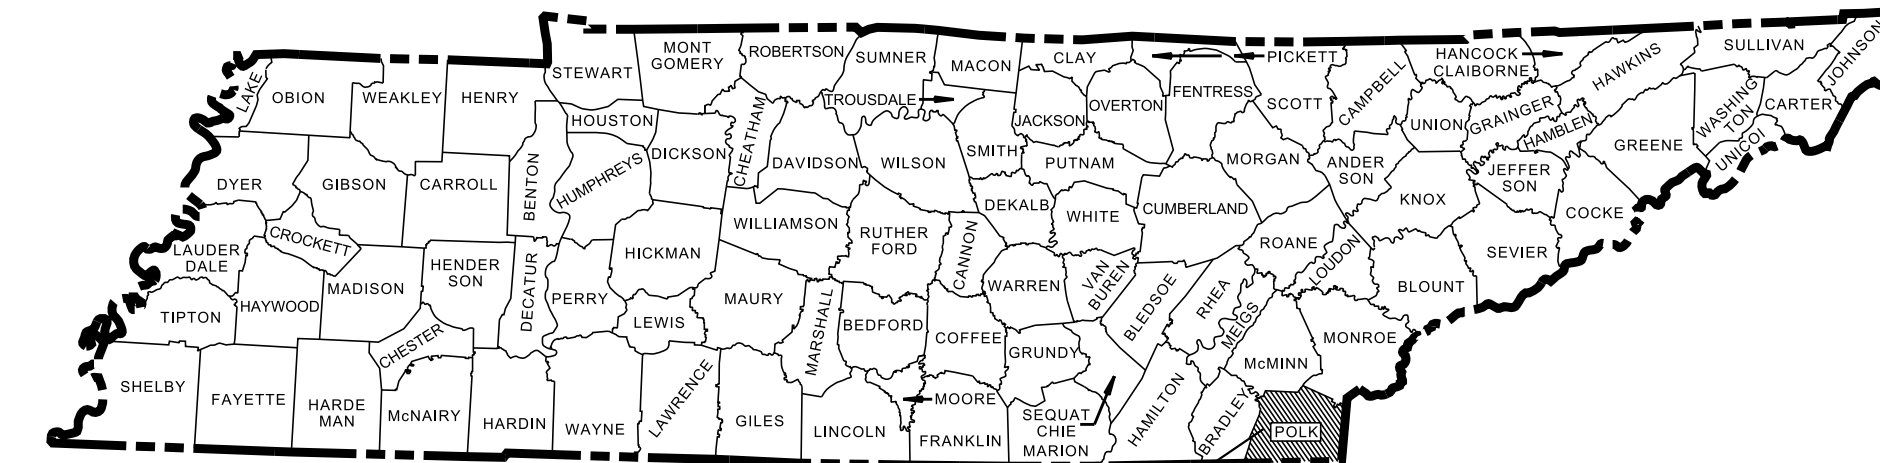 LAKE
OBION
WEAKLEY
HENRY
STEWART
MONT
GOMERY
ROBERTSON
SUMNER
MACON
CLAY
PICKETT
HANCOCK
CLAIBORNE
HAWKINS
SULLIVAN
JOHNSON
CARTER
WASHING
TON
UNICOI
GREENE
HAMBLEN
GRAINGER
UNION
CAMPBELL
SCOTT
FENTRESS
OVERTON
JACKSON
TROUSDALE
CHEATHAM
HOUSTON
BENTON
HUMPHREYS
DICKSON
DAVIDSON
WILSON
SMITH
PUTNAM
MORGAN
ANDER
SON
KNOX
JEFFER
SON
COCKE
SEVIER
BLOUNT
LOUDON
ROANE
CUMBERLAND
WHITE
DEKALB
CANNON
RUTHER
FORD
WILLIAMSON
HICKMAN
CARROLL
GIBSON
DYER
CROCKETT
LAUDER
DALE
HAYWOOD
MADISON
HENDER
SON
DECATUR
PERRY
LEWIS
MAURY
MARSHALL
BEDFORD
COFFEE
WARREN
VAN
BUREN
BLEDSOE
RHEA
MEIGS
McMINN
MONROE
TIPTON
SHELBY
FAYETTE
HARDE
MAN
CHESTER
McNAIRY
HARDIN
WAYNE
LAWRENCE
GILES
LINCOLN
MOORE
FRANKLIN
GRUNDY
SEQUAT
CHIE
MARION
HAMILTON
BRADLEY
POLK